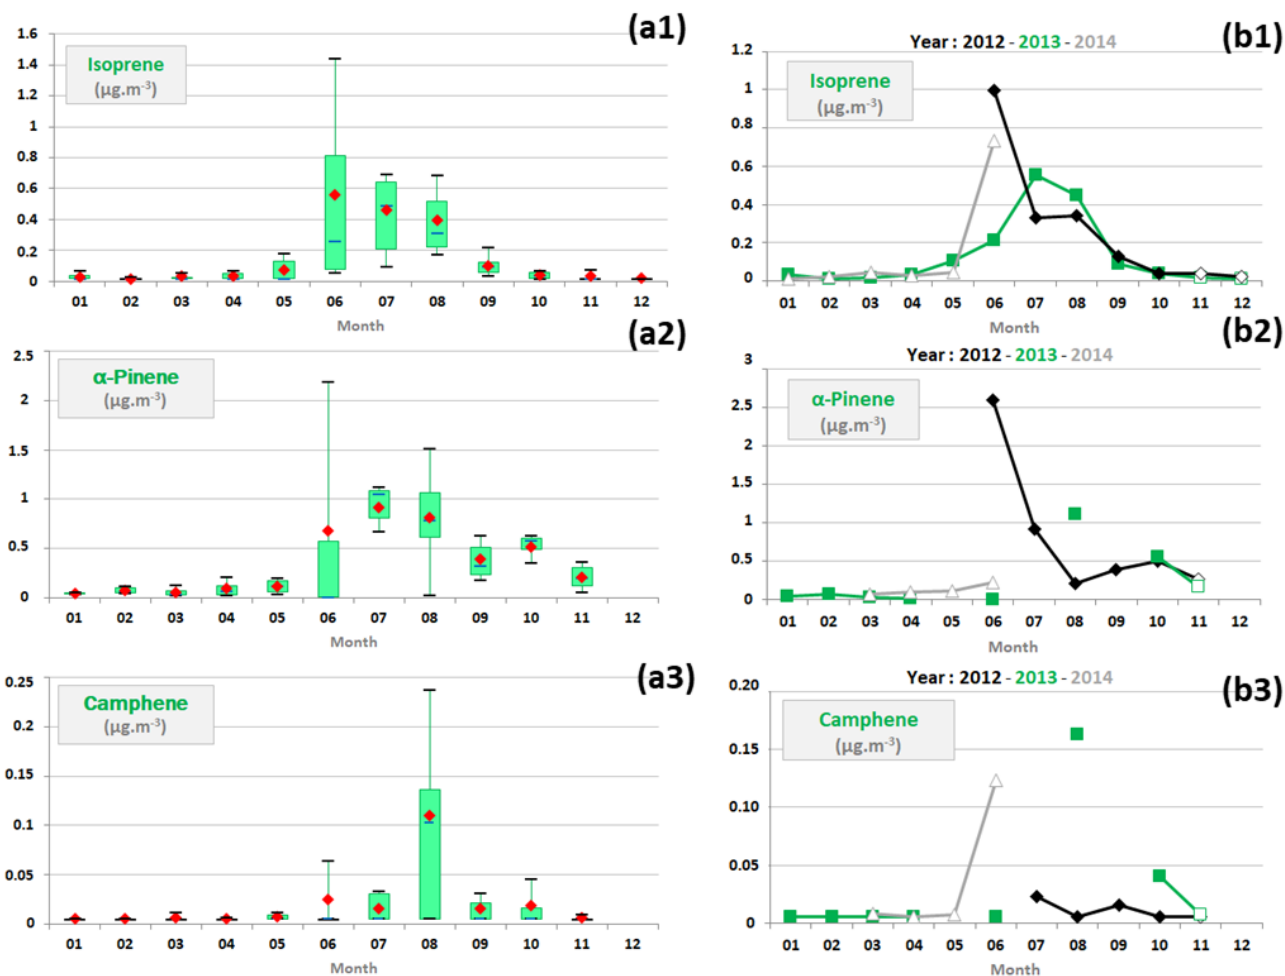 (a1)
1.6
1.4
1.2
1
0.8
0.6
0.4
0.2
0
Isoprene
(µg.m-3)
01 02 03 04 05 06 07 08 09 10 11 12
Month
(b1)
Year : 2012 - 2013 - 2014
1.2
1
0.8
0.6
0.4
0.2
0
Isoprene
(µg.m-3)
01 02 03 04 05 06 07 08 09 10 11 12
Month
(a2)
2.5
2
1.5
1
0.5
0
α-Pinene
(µg.m-3)
01 02 03 04 05 06 07 08 09 10 11 12
Month
(b2)
Year : 2012 - 2013 - 2014
3
2.5
2
1.5
1
0.5
0
α-Pinene
(µg.m-3)
01 02 03 04 05 06 07 08 09 10 11 12
Month
(a3)
0.25
0.2
0.15
0.1
0.05
0
Camphene
(µg.m-3)
01 02 03 04 05 06 07 08 09 10 11 12
Month
(b3)
Year : 2012 - 2013 - 2014
0.20
0.15
0.10
0.05
0
Camphene
(µg.m-3)
01 02 03 04 05 06 07 08 09 10 11 12
Month